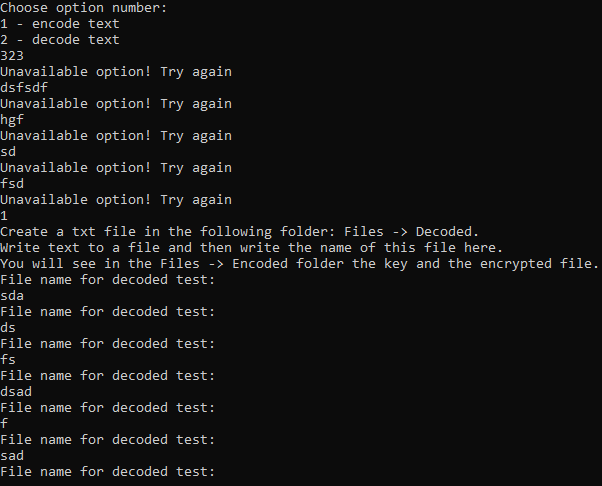 Choose option number:
1 - encode text
2 - decode text
323
Unavailable option! Try again
dsfsdf
Unavailable option! Try again
hgf
Unavailable option! Try again
sd
Unavailable option! Try again
fsd
Unavailable option! Try again
1
Create a txt file in the following folder: Files -> Decoded.
Write text to a file and then write the name of this file here.
You will see in the Files -> Encoded folder the key and the encrypted file.
File name for decoded test:
sda
File name for decoded test:
ds
File name for decoded test:
fs
File name for decoded test:
dsad
File name for decoded test:
f
File name for decoded test:
sad
File name for decoded test: